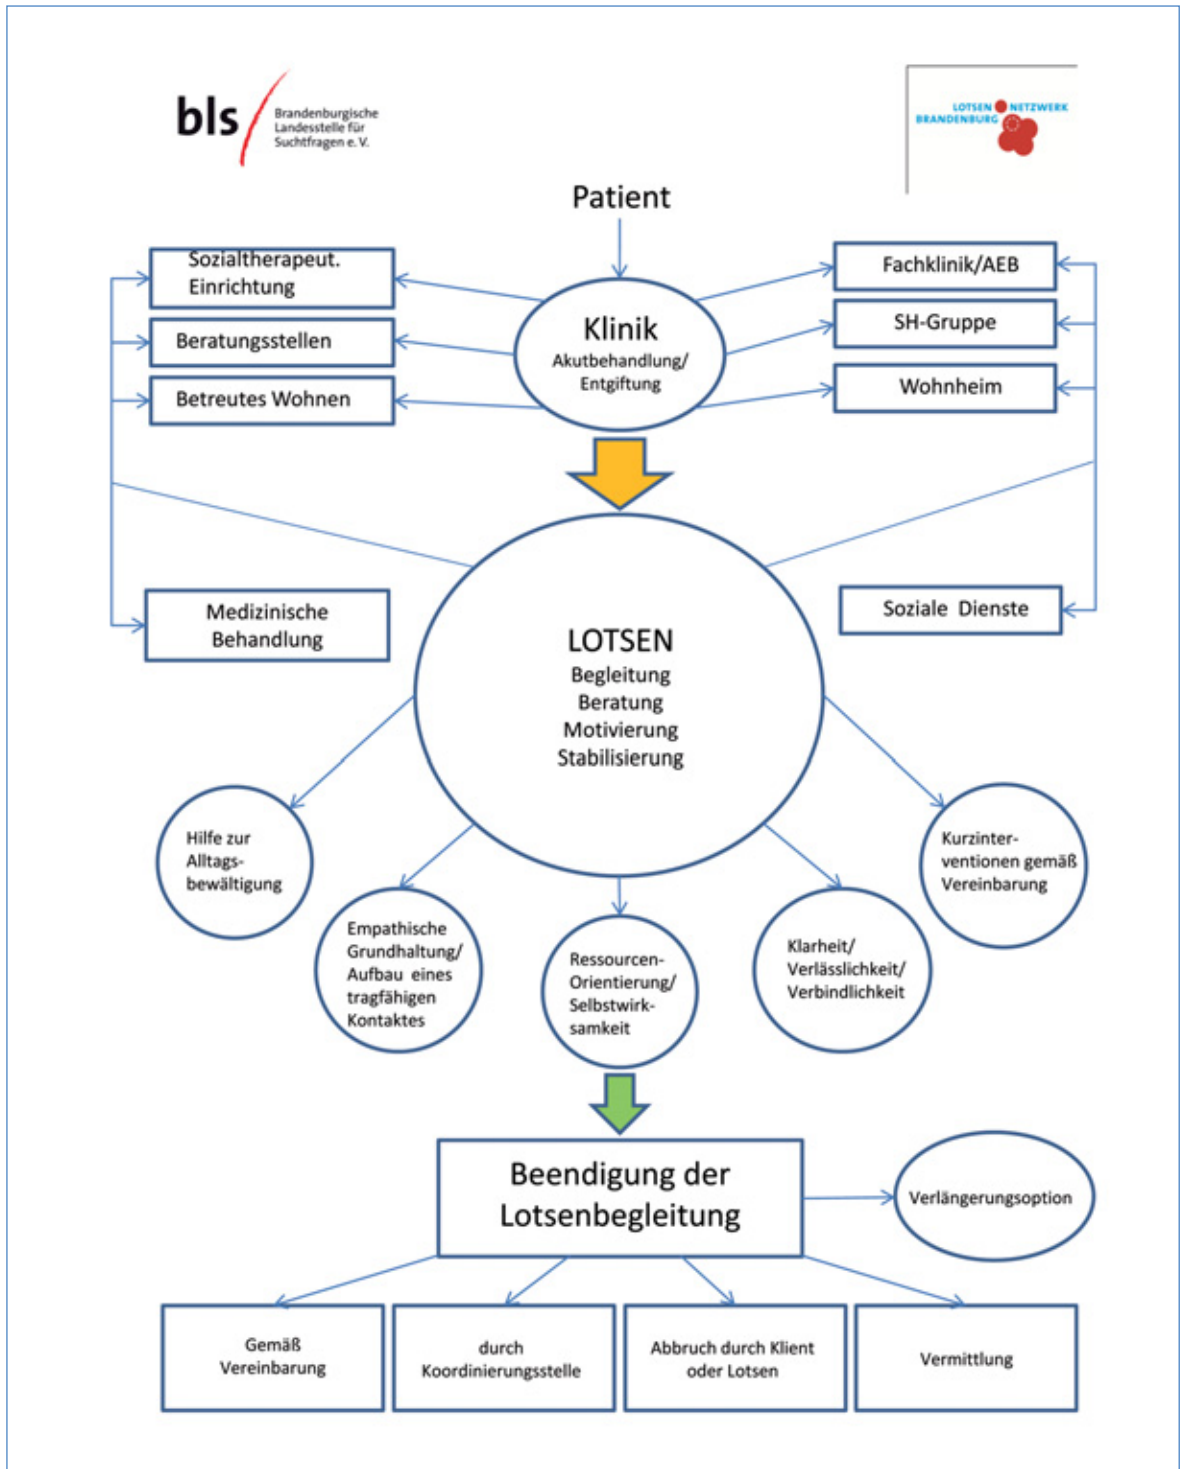 bls
Brandenburgische
Landesstelle für
Suchtfragen e. V.
LOTSEN NETZWERK
BRANDENBURG
Patient
Sozialtherapeut.
Einrichtung
Beratungsstellen
Betreutes Wohnen
Klinik
Akutbehandlung/
Entgiftung
Fachklinik/AEB
SH-Gruppe
Wohnheim
Medizinische
Behandlung
Soziale Dienste
LOTSEN
Begleitung
Beratung
Motivierung
Stabilisierung
Hilfe zur
Alltags-
bewältigung
Empathische
Grundhaltung/
Aufbau eines
tragfähigen
Kontaktes
Ressourcen-
Orientierung/
Selbstwirk-
samkeit
Klarheit/
Verlässlichkeit/
Verbindlichkeit
Kurzinter-
ventionen gemäß
Vereinbarung
Beendigung der
Lotsenbegleitung
Verlängerungsoption
Gemäß
Vereinbarung
durch
Koordinierungsstelle
Abbruch durch Klient
oder Lotsen
Vermittlung